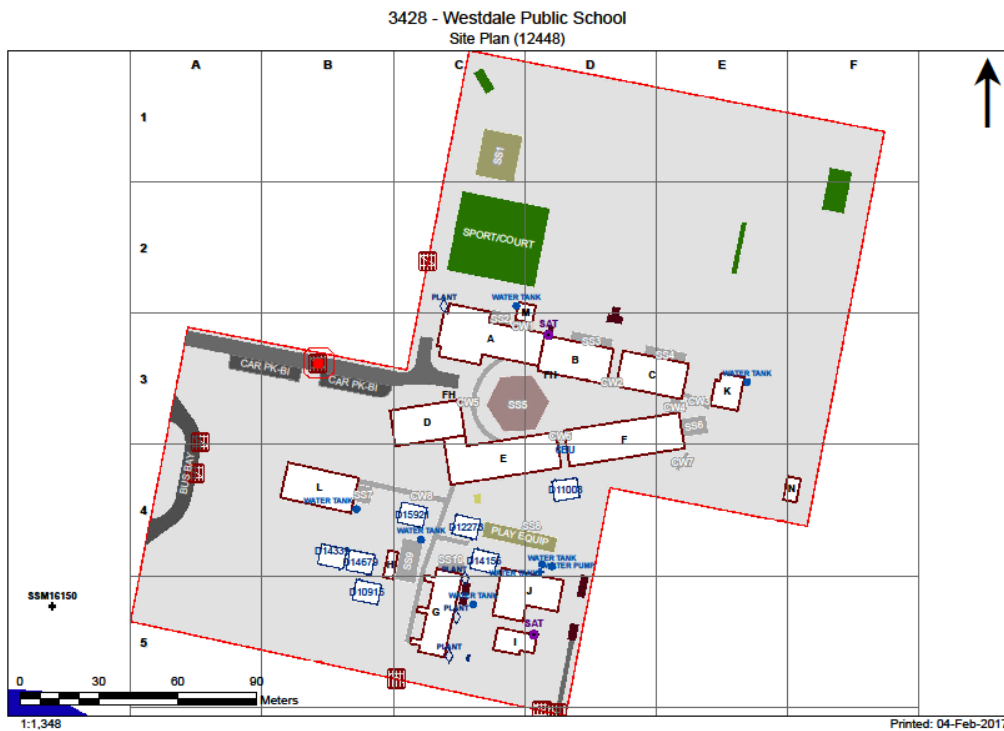 3428 - Westdale Public School
Site Plan (12448)
A B C D E F
1
SS1
2
SPORT/COURT
PLANT
WATER TANK
SS2
M
CW1
SAT
A
SS3
B
SS4
C
3
CAR PK-BI
CAR PK-BI
FH
CW2
WATER TANK
K
FH
CW5
SS5
CW3
CW4
D
SS6
CW6
F
E
CW7
BUS BAY
4
L
SS7
WATER TANK
CW8
D11003
N
D15921
D12273
SS8
PLAY EQUIP
WATER TANK
D14679
H
SS9
SS10
D14156
WATER TANK
WATER PUMP
WATER TANK
PLANT
D10915
J
SSM16150
WATER TANK
G
PLANT
SAT
I
5
PLANT
0 30 60 90
Meters
1:1,348
Printed: 04-Feb-2017